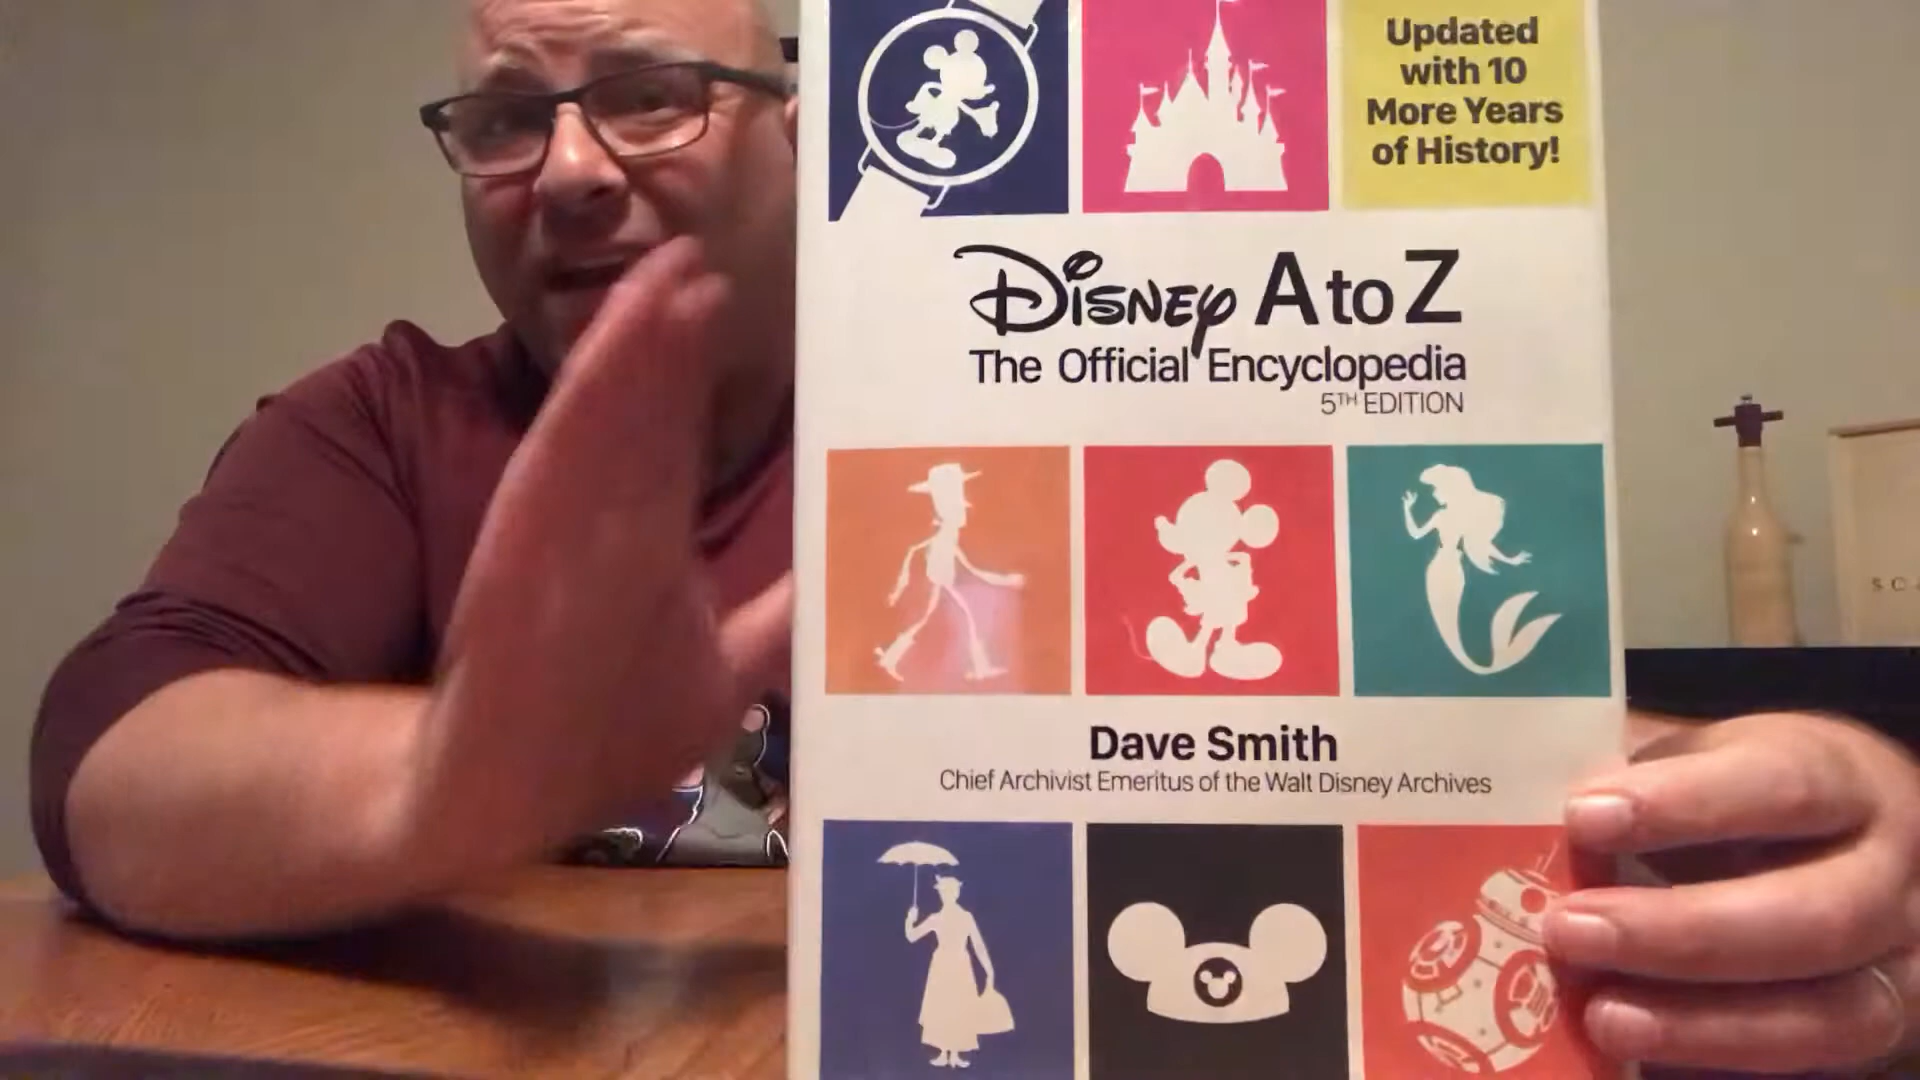 Updated
with 10
More Years
of History!
Disney A to Z
The Official Encyclopedia
5TH EDITION
Dave Smith
Chief Archivist Emeritus of the Walt Disney Archives